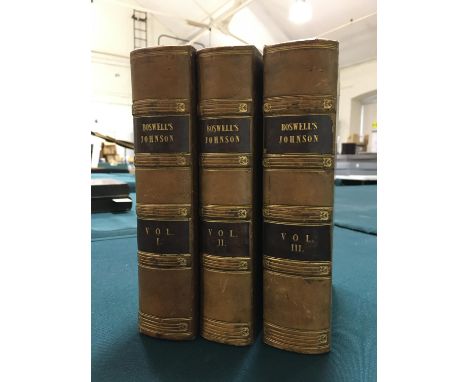 BOSWELL'S
JOHNSON
VOL.
I.
BOSWELL'S
JOHNSON
VOL.
II.
BOSWELL'S
JOHNSON
VOL.
III.